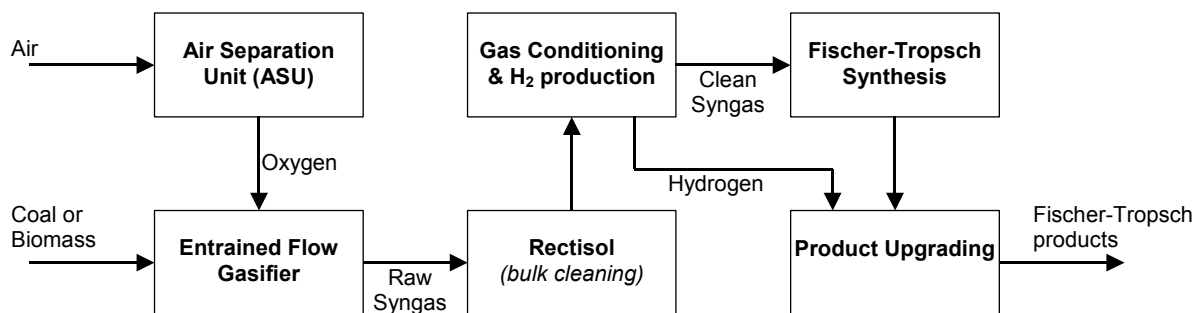 Air
Air Separation
Unit (ASU)
Gas Conditioning
& H₂ production
Clean
Syngas
Fischer-Tropsch
Synthesis
Oxygen
Hydrogen
Coal or
Biomass
Entrained Flow
Gasifier
Raw
Syngas
Rectisol
(bulk cleaning)
Product Upgrading
Fischer-Tropsch
products